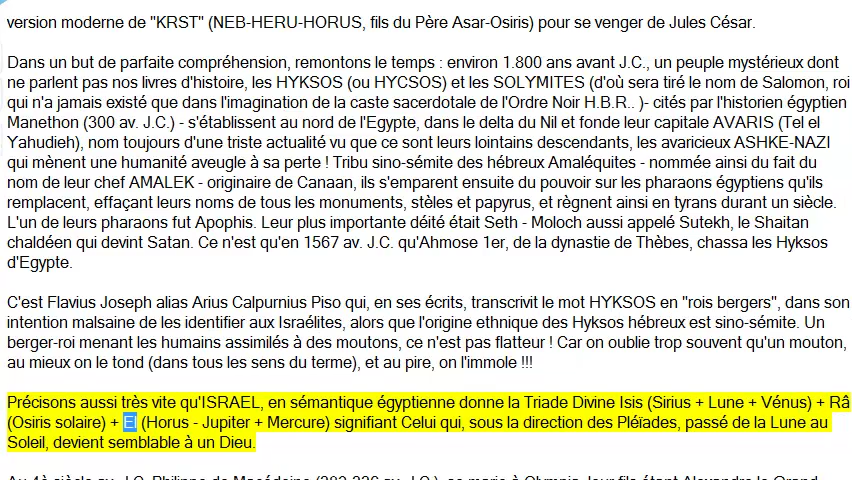 version moderne de "KRST" (NEB-HERU-HORUS, fils du Père Asar-Osiris) pour se venger de Jules César.
Dans un but de parfaite compréhension, remontons le temps : environ 1.800 ans avant J.C., un peuple mystérieux dont
ne parlent pas nos livres d'histoire, les HYKSOS (ou HYCSOS) et les SOLYMITES (d'où sera tiré le nom de Salomon, roi
qui n'a jamais existé que dans l'imagination de la caste sacerdotale de l'Ordre Noir H.B.R.. )- cités par l'historien égyptien
Manethon (300 av. J.C.) - s'établissent au nord de l'Egypte, dans le delta du Nil et fonde leur capitale AVARIS (Tel el
Yahudieh), nom toujours d'une triste actualité vu que ce sont leurs lointains descendants, les avaricieux ASHKE-NAZI
qui mènent une humanité aveugle à sa perte ! Tribu sino-sémite des hébreux Amaléquites - nommée ainsi du fait du
nom de leur chef AMALEK - originaire de Canaan, ils s'emparent ensuite du pouvoir sur les pharaons égyptiens qu'ils
remplacent, effaçant leurs noms de tous les monuments, stèles et papyrus, et règnent ainsi en tyrans durant un siècle.
L'un de leurs pharaons fut Apophis. Leur plus importante déité était Seth - Moloch aussi appelé Sutekh, le Shaitan
chaldéen qui devint Satan. Ce n'est qu'en 1567 av. J.C. qu'Ahmose 1er, de la dynastie de Thèbes, chassa les Hyksos
d'Egypte.
C'est Flavius Joseph alias Arius Calpurnius Piso qui, en ses écrits, transcrivit le mot HYKSOS en "rois bergers", dans son
intention malsaine de les identifier aux Israélites, alors que l'origine ethnique des Hyksos hébreux est sino-sémite. Un
berger-roi menant les humains assimilés à des moutons, ce n'est pas flatteur ! Car on oublie trop souvent qu'un mouton,
au mieux on le tond (dans tous les sens du terme), et au pire, on l'immole !!!
Précisons aussi très vite qu'ISRAEL, en sémantique égyptienne donne la Triade Divine Isis (Sirius + Lune + Vénus) + Râ
(Osiris solaire) + El (Horus - Jupiter + Mercure) signifiant Celui qui, sous la direction des Pléïades, passé de la Lune au
Soleil, devient semblable à un Dieu.